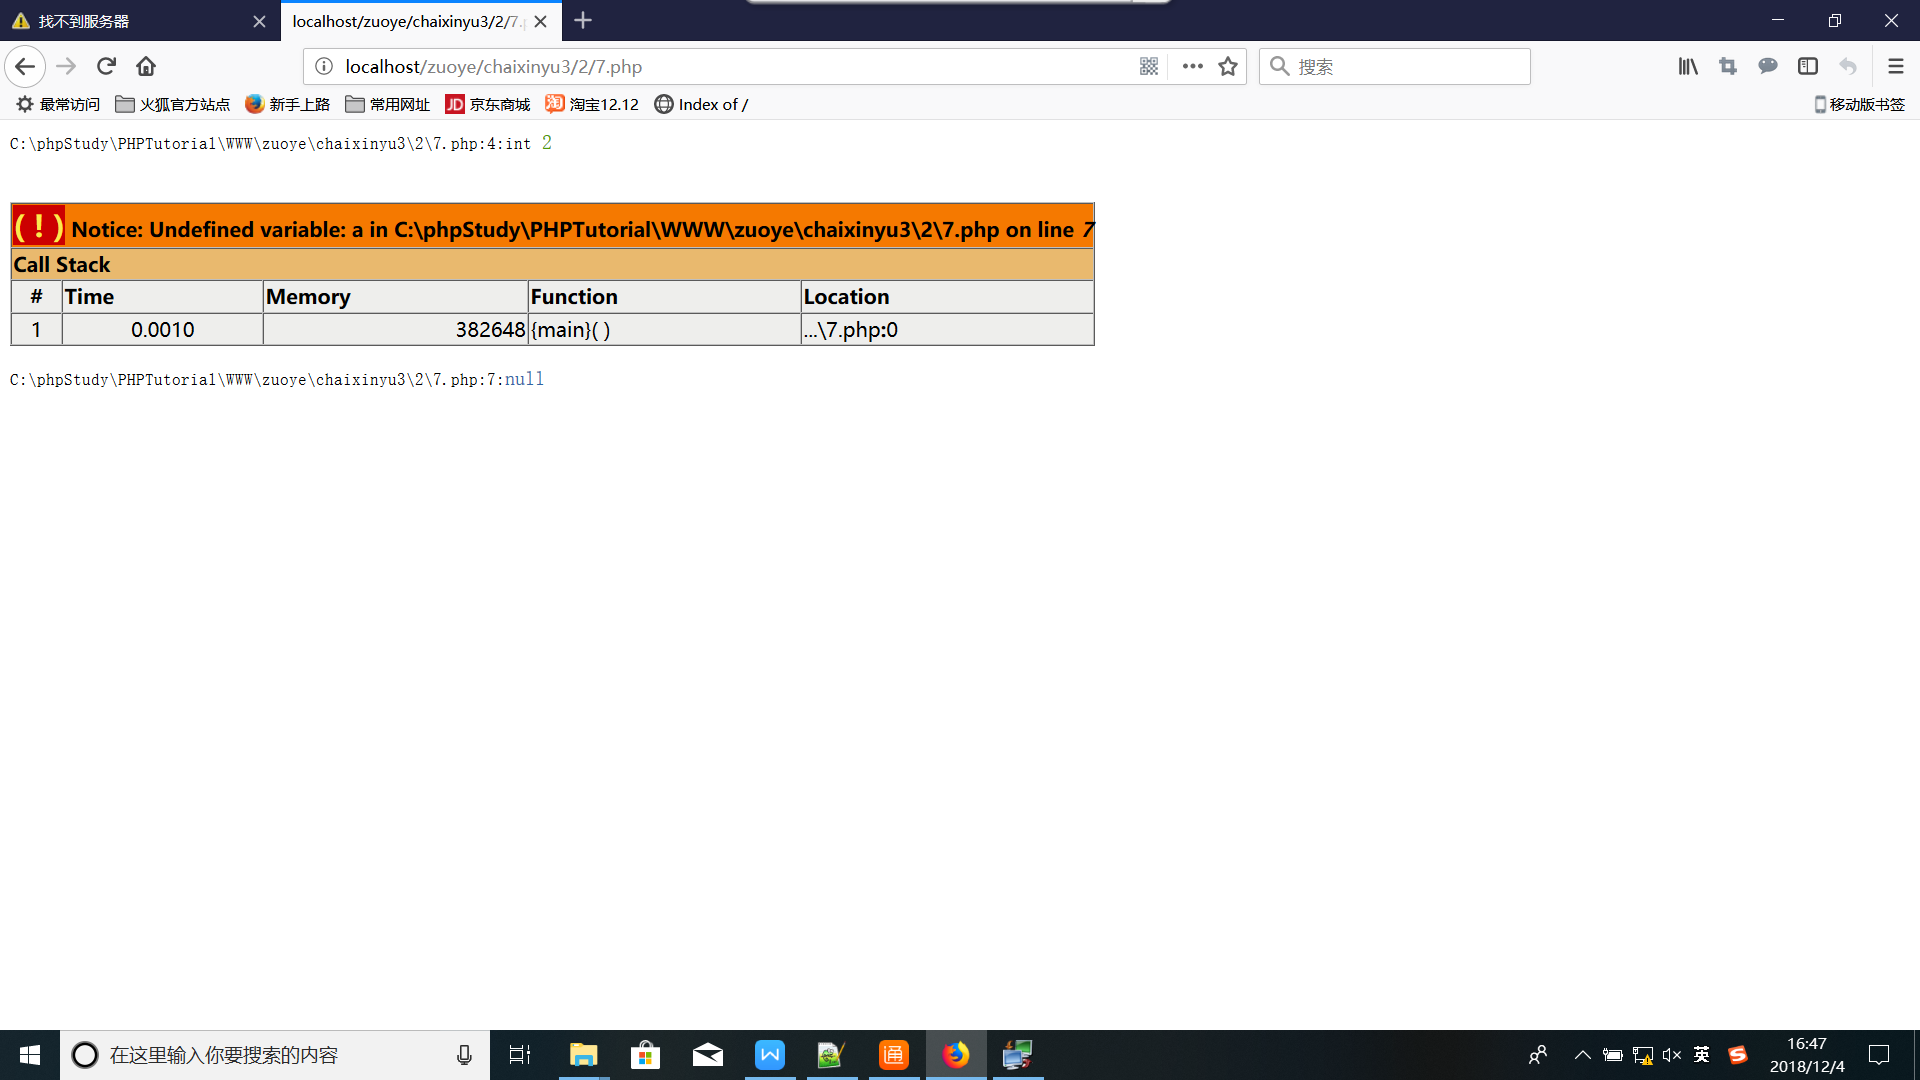 找不到服务器
localhost/zuoye/chaixinyu3/2/7.p
localhost/zuoye/chaixinyu3/2/7.php
搜索
最常访问 火狐官方站点 新手上路 常用网址 JD 京东商城 淘 淘宝12.12 Index of / 移动版书签
C:\phpStudy\PHPTutorial\WWW\zuoye\chaixinyu3\2\7.php:4:int 2
( ! ) Notice: Undefined variable: a in C:\phpStudy\PHPTutorial\WWW\zuoye\chaixinyu3\2\7.php on line 7
Call Stack
# Time Memory Function Location
1 0.0010 382648 {main}( ) ...\7.php:0
C:\phpStudy\PHPTutorial\WWW\zuoye\chaixinyu3\2\7.php:7:null
在这里输入你要搜索的内容
通
英
16:47
2018/12/4